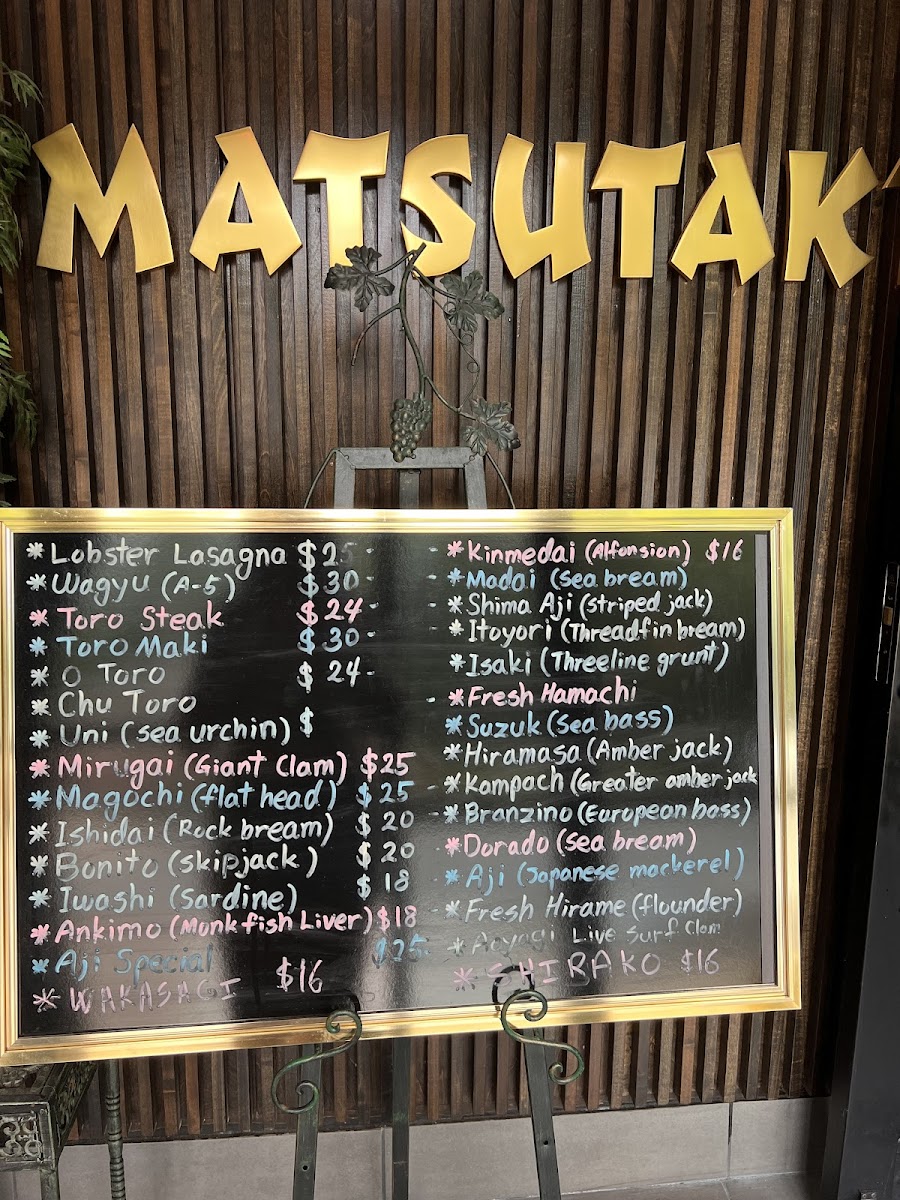 MATSUTAK
* Lobster Lasagna $25-
* Wagyu (A-5) $30-
* Toro Steak $24-
* Toro Maki $30-
* O Toro $24-
* Chu Toro
* Uni (sea urchin) $
* Mirugai (Giant Clam) $25
* Magochi (flat head) $25-
* Ishidai (Rock bream) $20
* Bonito (skipjack) $20
* Iwashi (Sardine) $18
* Ankimo (Monk fish Liver) $18
* Aji Special $25-
* WAKASAGI $16
* Kinmedai (Alfonsion) $16
* Madai (sea bream)
* Shima Aji (striped jack)
* Itoyori (Threadfin bream)
* Isaki (Threeline grunt)
* Fresh Hamachi
* Suzuk (sea bass)
* Hiramasa (Amber jack)
* Kampach (Greater amber jack
* Branzino (European bass)
* Dorado (sea bream)
* Aji (Japanese mackerel)
* Fresh Hirame (flounder)
* Aoyagi Live Surf Clam
* SHIRAKO $16